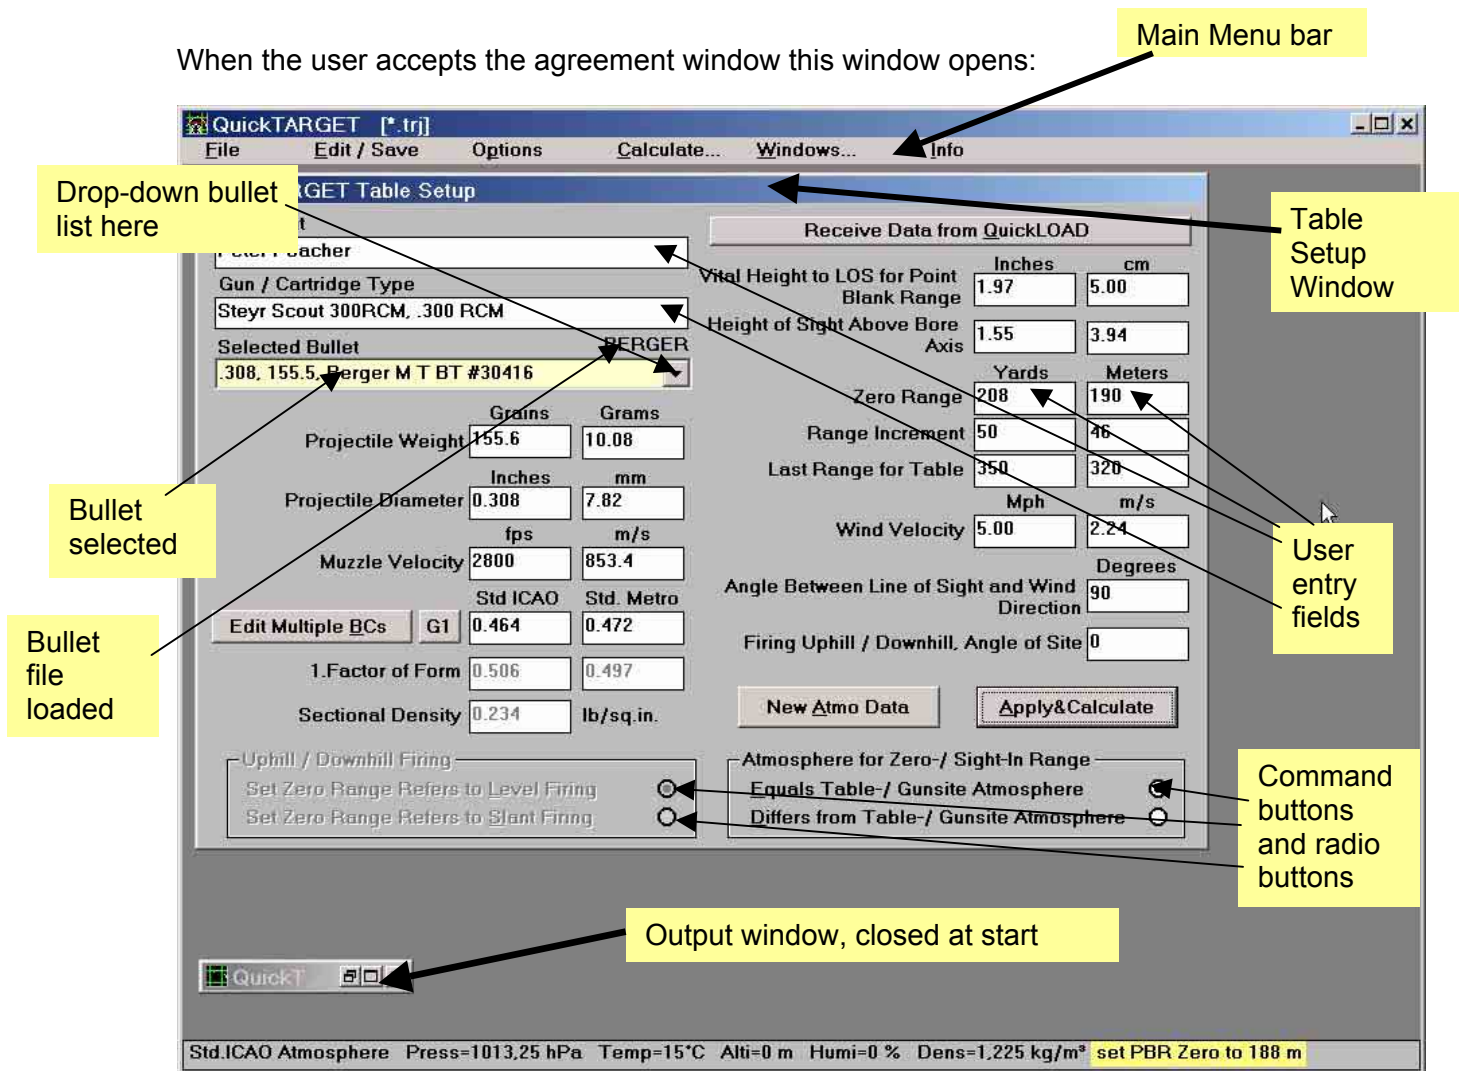 Main Menu bar
When the user accepts the agreement window this window opens:
QuickTARGET [*.trj]
File Edit / Save Options Calculate... Windows... Info
Drop-down bullet
list here
GET Table Setup
Table
Setup
Window
Receive Data from QuickLOAD
Gun / Cartridge Type
Steyr Scout 300RCM, .300 RCM
Selected Bullet BERGER
.308, 155.5, Berger M T BT #30416
Inches cm
Vital Height to LOS for Point
Blank Range 1.97 5.00
Height of Sight Above Bore
Axis 1.55 3.94
Yards Meters
Zero Range 208 190
Range Increment 50 46
Last Range for Table 350 320
Mph m/s
Wind Velocity 5.00 2.24
Degrees
Angle Between Line of Sight and Wind
Direction 90
Firing Uphill / Downhill, Angle of Site 0
Grains Grams
Projectile Weight 155.6 10.08
Inches mm
Projectile Diameter 0.308 7.82
fps m/s
Muzzle Velocity 2800 853.4
Std ICAO Std. Metro
Edit Multiple BCs G1 0.464 0.472
1.Factor of Form 0.506 0.497
Sectional Density 0.234 lb/sq.in.
Bullet
selected
Bullet
file
loaded
User
entry
fields
New Atmo Data Apply&Calculate
Uphill / Downhill Firing
Set Zero Range Refers to Level Firing
Set Zero Range Refers to Slant Firing
Atmosphere for Zero-/ Sight-In Range
Equals Table-/ Gunsite Atmosphere
Differs from Table-/ Gunsite Atmosphere
Command
buttons
and radio
buttons
Output window, closed at start
QuickT
Std.ICAO Atmosphere Press=1013,25 hPa Temp=15°C Alti=0 m Humi=0 % Dens=1,225 kg/m³ set PBR Zero to 188 m